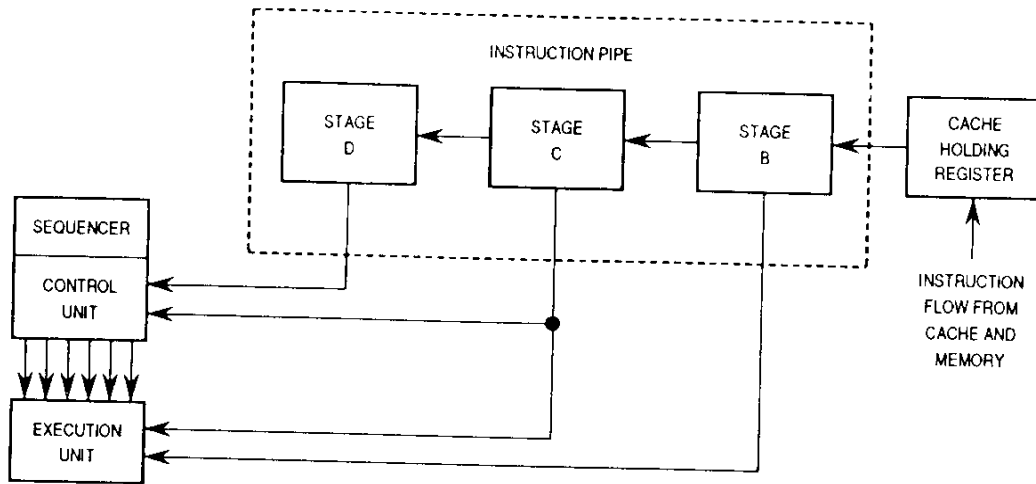 INSTRUCTION PIPE
STAGE
D
STAGE
C
STAGE
B
CACHE
HOLDING
REGISTER
SEQUENCER
CONTROL
UNIT
INSTRUCTION
FLOW FROM
CACHE AND
MEMORY
EXECUTION
UNIT